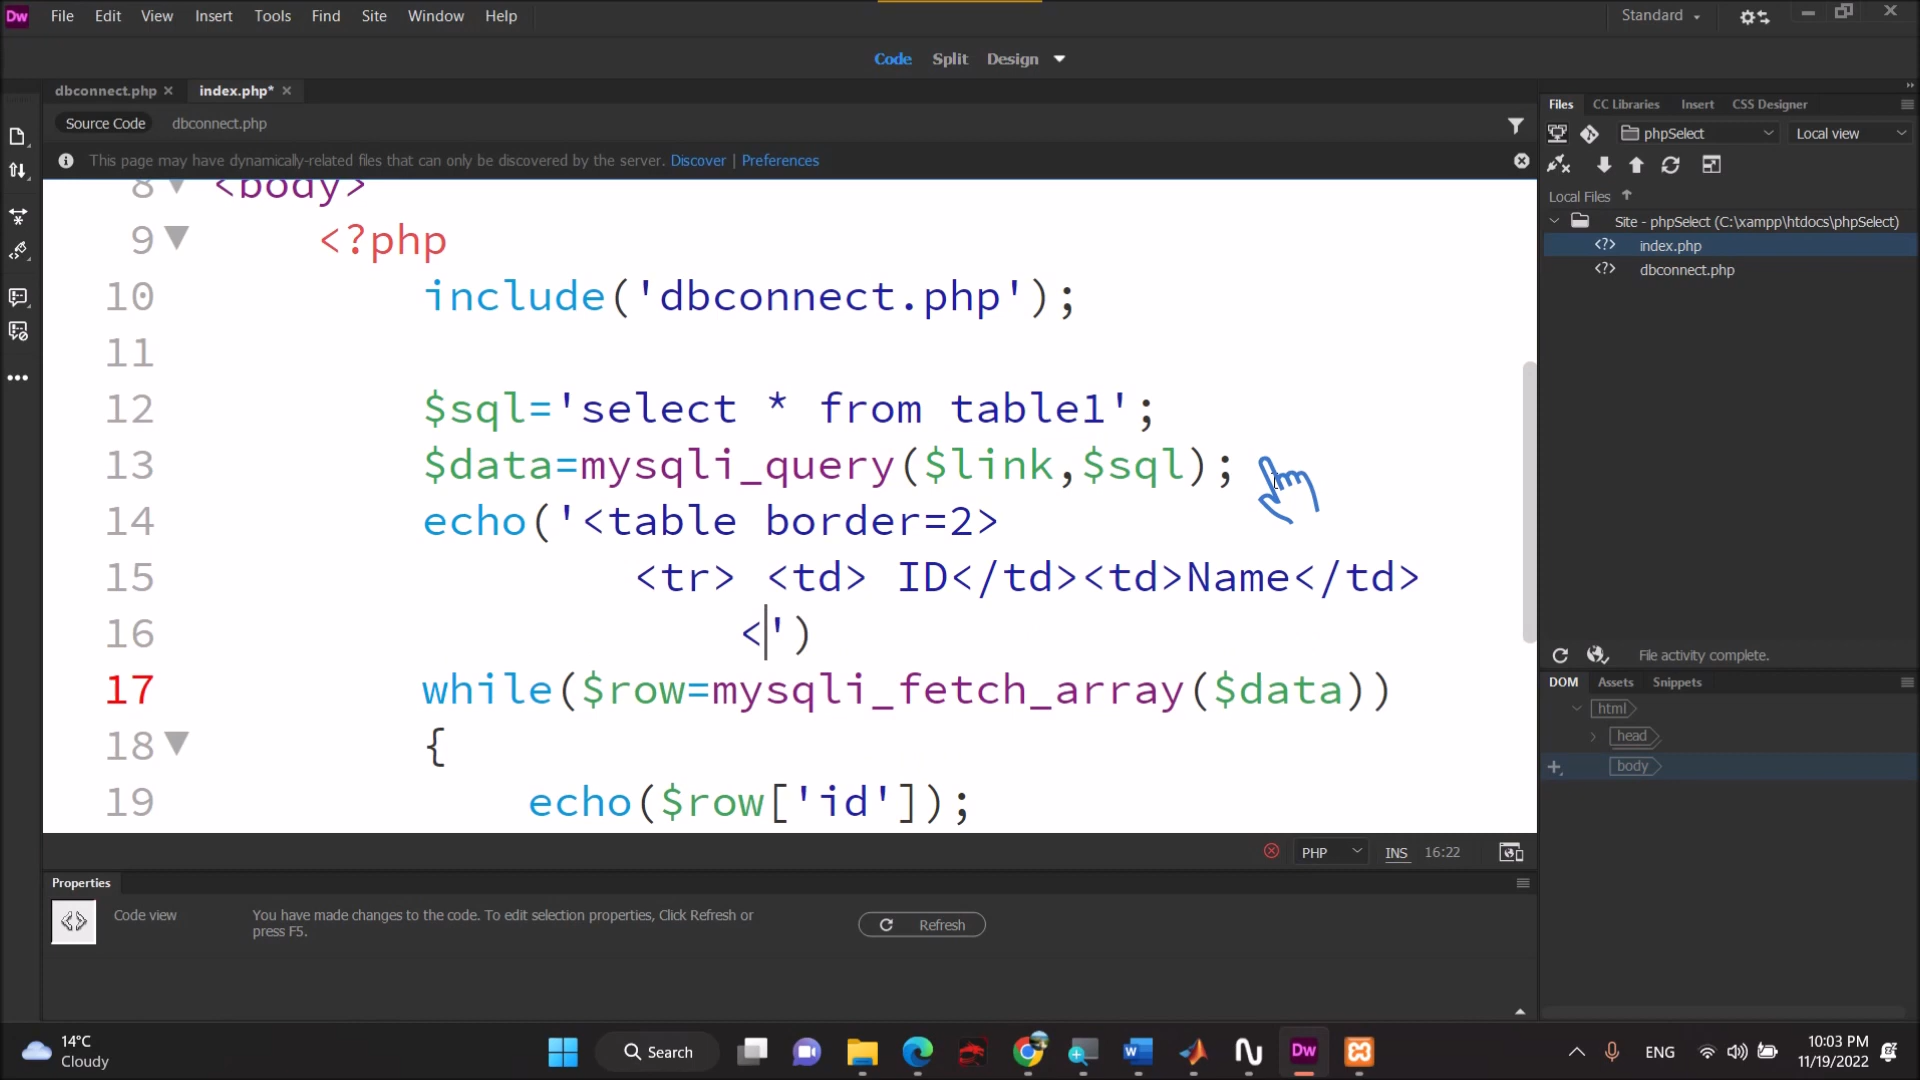 Dw File Edit View Insert Tools Find Site Window Help Standard
Code Split Design
dbconnect.php index.php*
Source Code dbconnect.php
This page may have dynamically-related files that can only be discovered by the server. Discover | Preferences
8 <body>
9 <?php
10 include('dbconnect.php');
11
12 $sql='select * from table1';
13 $data=mysqli_query($link,$sql);
14 echo('<table border=2>
15 <tr> <td> ID</td><td>Name</td>
16 <')
17 while($row=mysqli_fetch_array($data))
18 {
19 echo($row['id']);
PHP INS 16:22
Properties
Code view
You have made changes to the code. To edit selection properties, Click Refresh or
press F5.
Refresh
Files CC Libraries Insert CSS Designer
phpSelect Local view
Local Files
Site - phpSelect (C:\xampp\htdocs\phpSelect)
index.php
dbconnect.php
File activity complete.
DOM Assets Snippets
html
head
body
14°C
Cloudy
Search
Dw
ENG
10:03 PM
11/19/2022